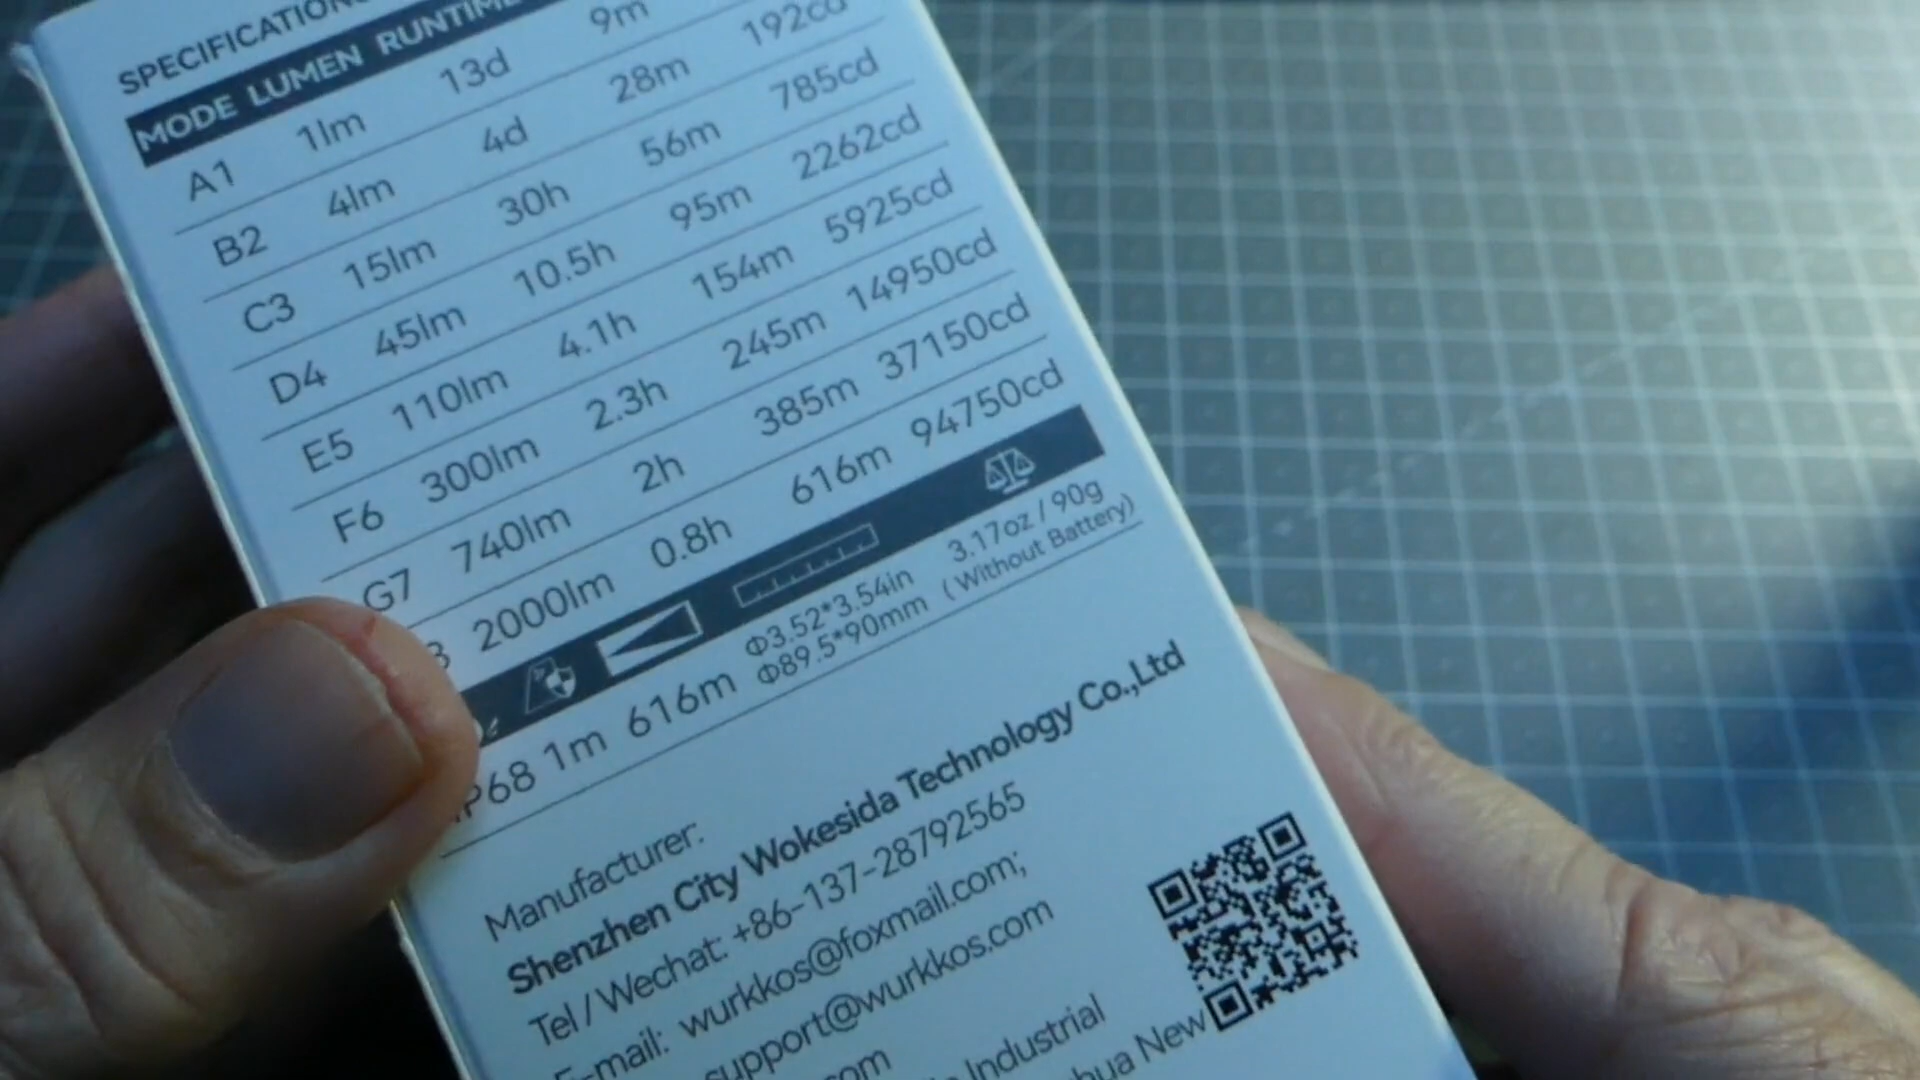 SPECIFICATION
MODE LUMEN RUNTIME
A1 1lm 13d 9m
B2 4lm 4d 28m 192cd
C3 15lm 30h 56m 785cd
D4 45lm 10.5h 95m 2262cd
E5 110lm 4.1h 154m 5925cd
F6 300lm 2.3h 245m 14950cd
G7 740lm 2h 385m 37150cd
2000lm 0.8h 616m 94750cd
IP68 1m 616m Φ3.52*3.54in 3.17oz / 90g
Φ89.5*90mm (Without Battery)
Manufacturer:
Shenzhen City Wokesida Technology Co.,Ltd
Tel / Wechat: +86-137-28792565
E-mail: wurkkos@foxmail.com;
support@wurkkos.com
com
Industrial
hua New